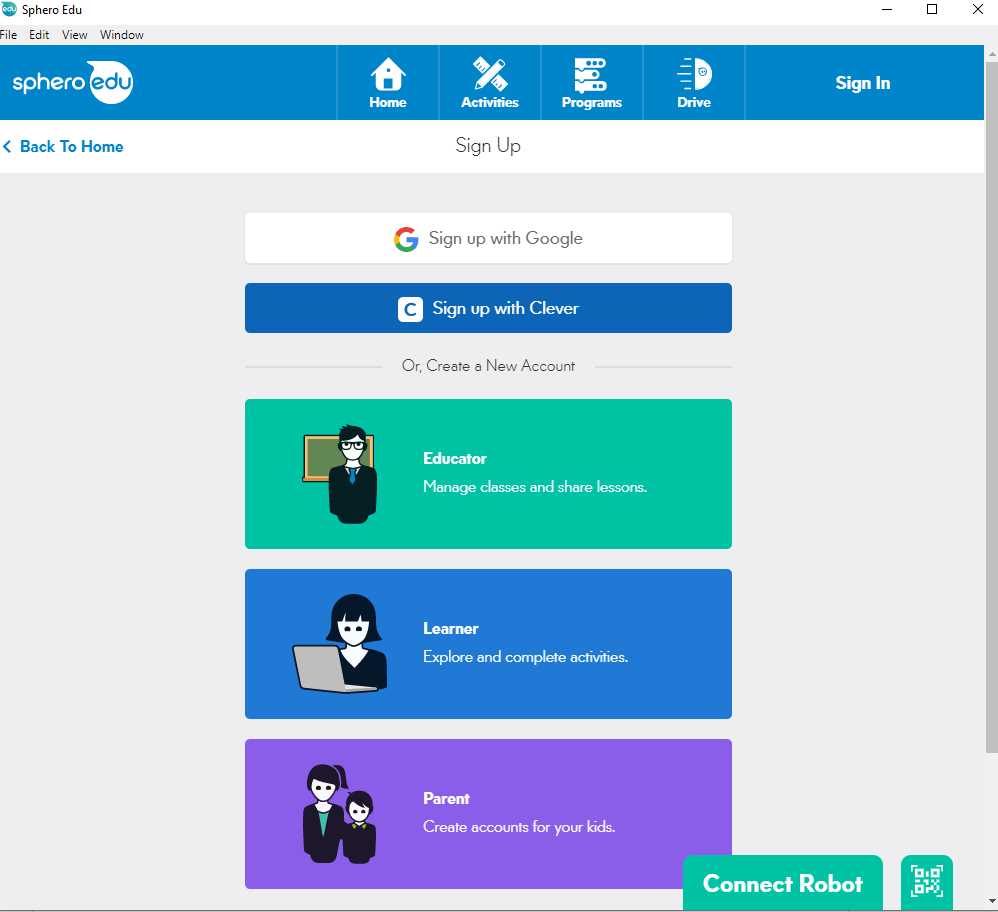 edu Sphero Edu
File Edit View Window
sphero edu
Home Activities Programs Drive Sign In
Back To Home Sign Up
Sign up with Google
C Sign up with Clever
Or, Create a New Account
Educator
Manage classes and share lessons.
Learner
Explore and complete activities.
Parent
Create accounts for your kids.
Connect Robot